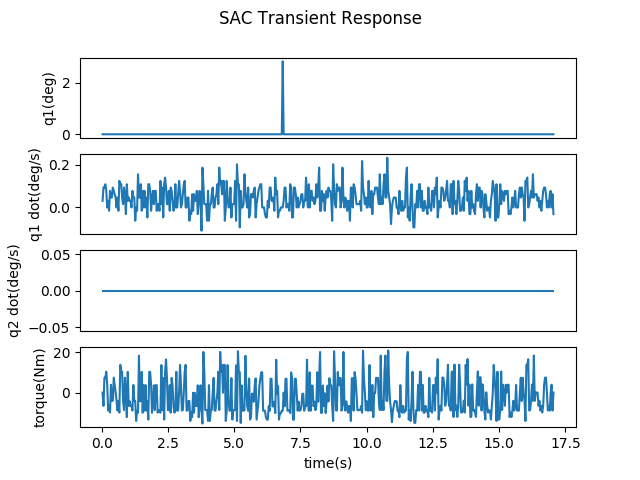 SAC Transient Response
q1(deg)
2
0
q1 dot(deg/s)
0.2
0.0
q2 dot(deg/s)
0.05
0.00
−0.05
torque(Nm)
20
0
0.0 2.5 5.0 7.5 10.0 12.5 15.0 17.5
time(s)